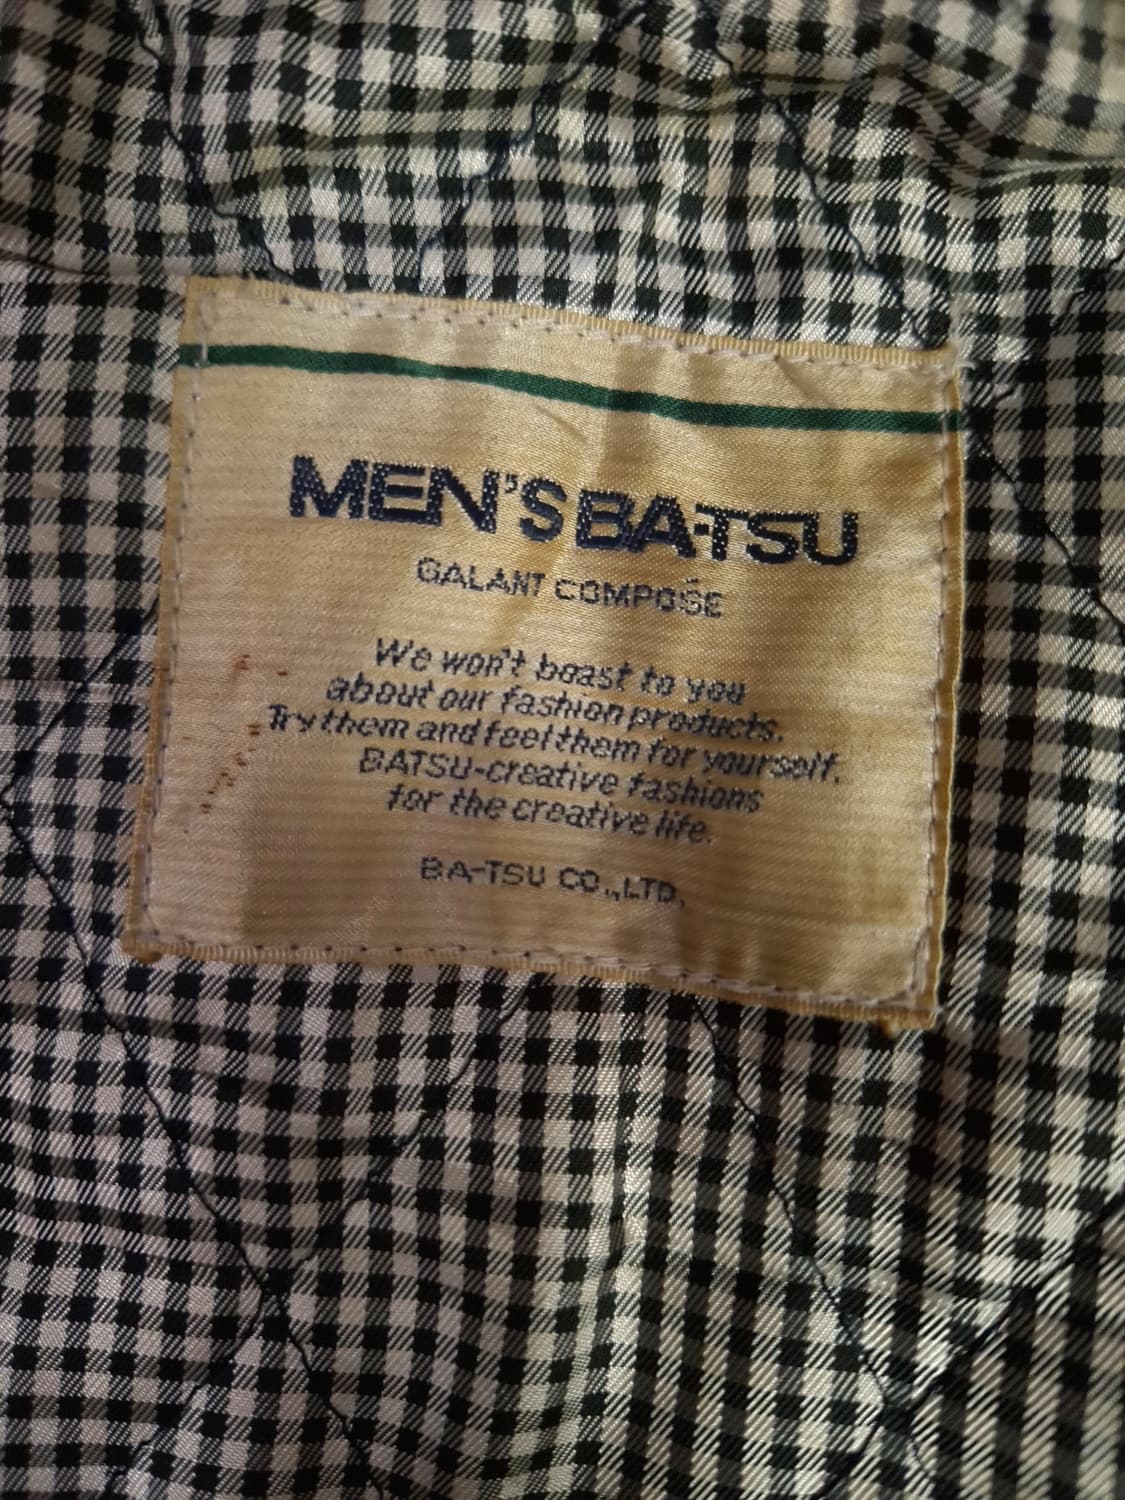 MEN'S BA-TSU
GALANT COMPOSE
We won't boast to you
about our fashion products.
Try them and feel them for yourself.
BATSU-creative fashions
for the creative life.
BA-TSU CO.,LTD.